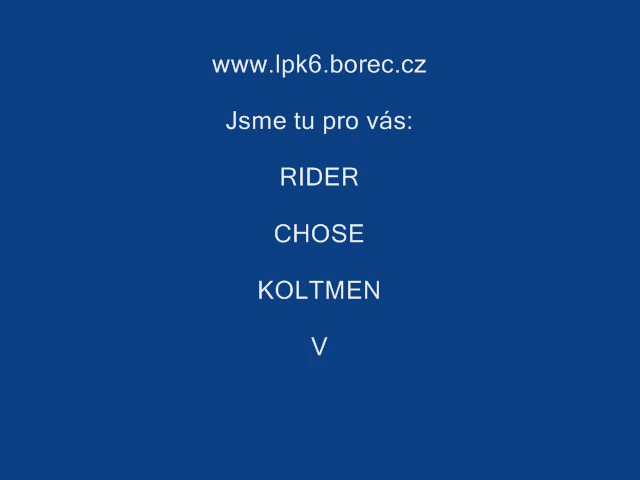 www.lpk6.borec.cz
Jsme tu pro vás:
RIDER
CHOSE
KOLTMEN
V